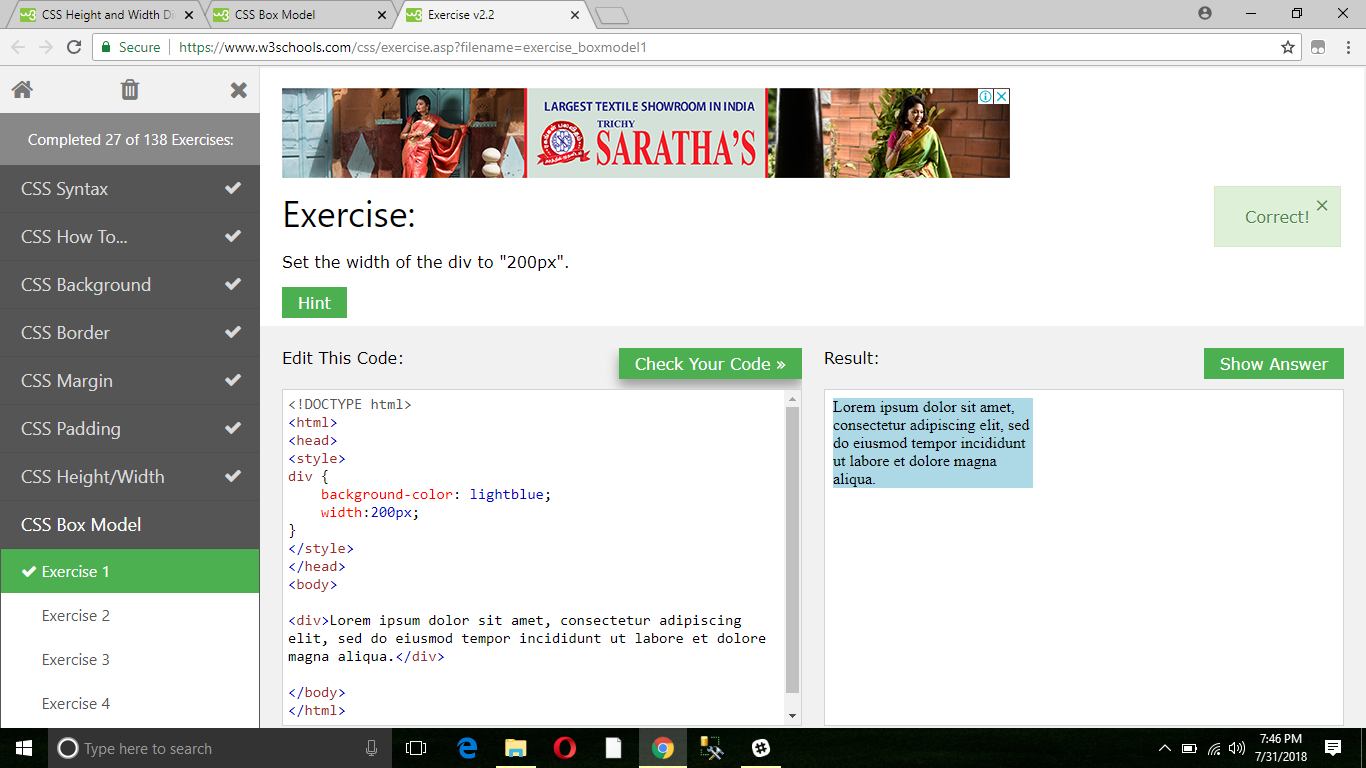 CSS Height and Width Di
CSS Box Model
Exercise v2.2
Secure
https://www.w3schools.com/css/exercise.asp?filename=exercise_boxmodel1
Completed 27 of 138 Exercises:
CSS Syntax
CSS How To...
CSS Background
CSS Border
CSS Margin
CSS Padding
CSS Height/Width
CSS Box Model
Exercise 1
Exercise 2
Exercise 3
Exercise 4
LARGEST TEXTILE SHOWROOM IN INDIA
TRICHY
SARATHA'S
Exercise:
Correct!
Set the width of the div to "200px".
Hint
Edit This Code:
Check Your Code »
<!DOCTYPE html>
<html>
<head>
<style>
div {
    background-color: lightblue;
    width:200px;
}
</style>
</head>
<body>

<div>Lorem ipsum dolor sit amet, consectetur adipiscing
elit, sed do eiusmod tempor incididunt ut labore et dolore
magna aliqua.</div>

</body>
</html>
Result:
Show Answer
Lorem ipsum dolor sit amet,
consectetur adipiscing elit, sed
do eiusmod tempor incididunt
ut labore et dolore magna
aliqua.
Type here to search
7:46 PM
7/31/2018